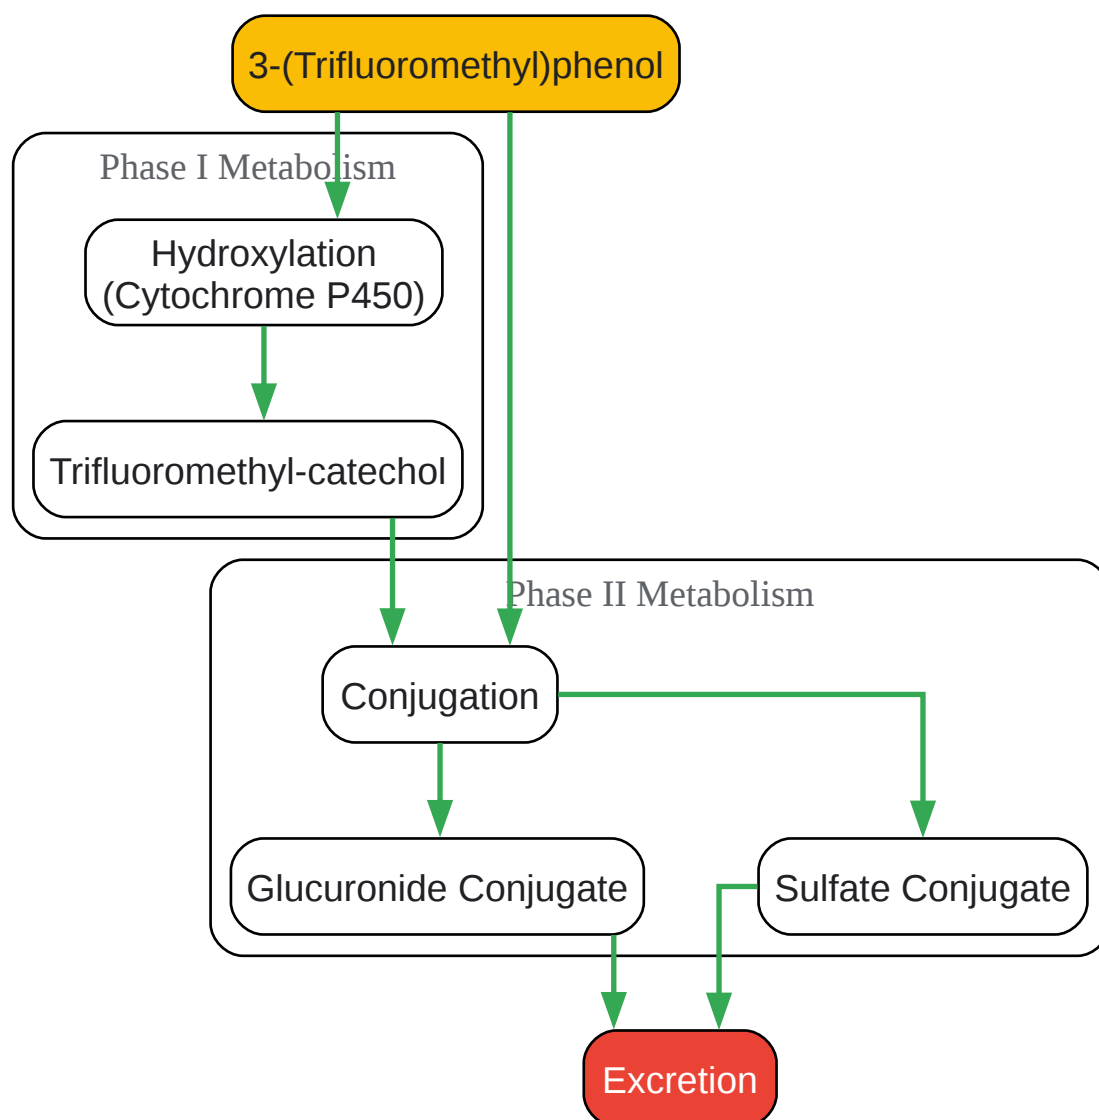 3-(Trifluoromethyl)phenol
Phase I Metabolism
Hydroxylation
(Cytochrome P450)
Trifluoromethyl-catechol
Phase II Metabolism
Conjugation
Glucuronide Conjugate
Sulfate Conjugate
Excretion